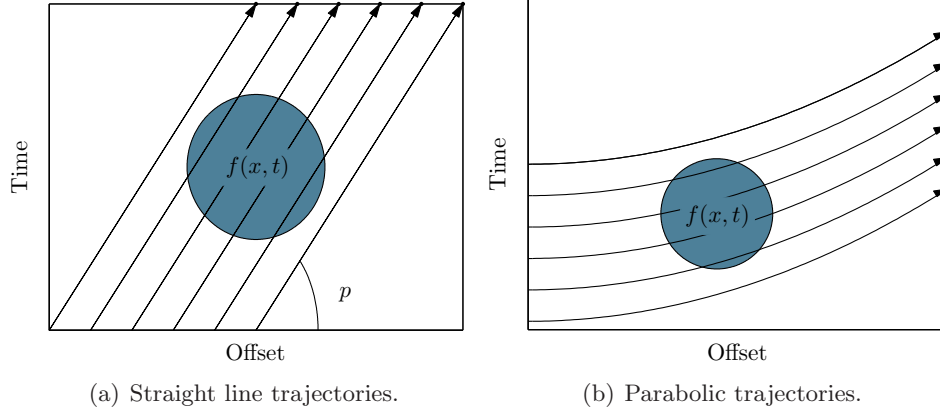 Time
f(x, t)
p
Offset
(a) Straight line trajectories.
Time
f(x, t)
Offset
(b) Parabolic trajectories.